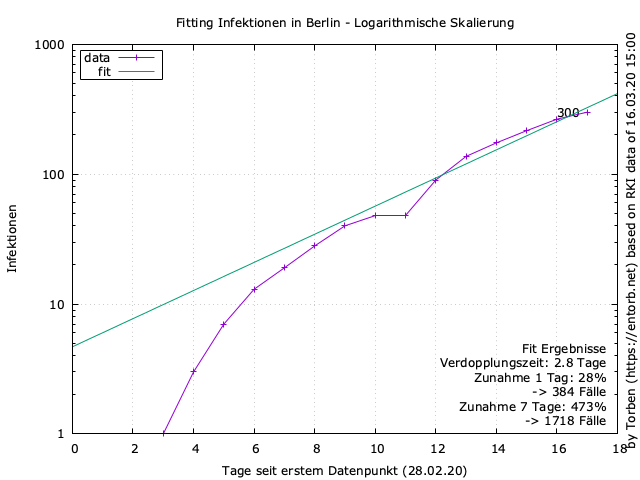 Fitting Infektionen in Berlin - Logarithmische Skalierung
1000
100
10
1
Infektionen
data
fit
300
Fit Ergebnisse
Verdopplungszeit: 2.8 Tage
Zunahme 1 Tag: 28%
-> 384 Fälle
Zunahme 7 Tage: 473%
-> 1718 Fälle
0 2 4 6 8 10 12 14 16 18
Tage seit erstem Datenpunkt (28.02.20)
by Torben (https://entorb.net) based on RKI data of 16.03.20 15:00